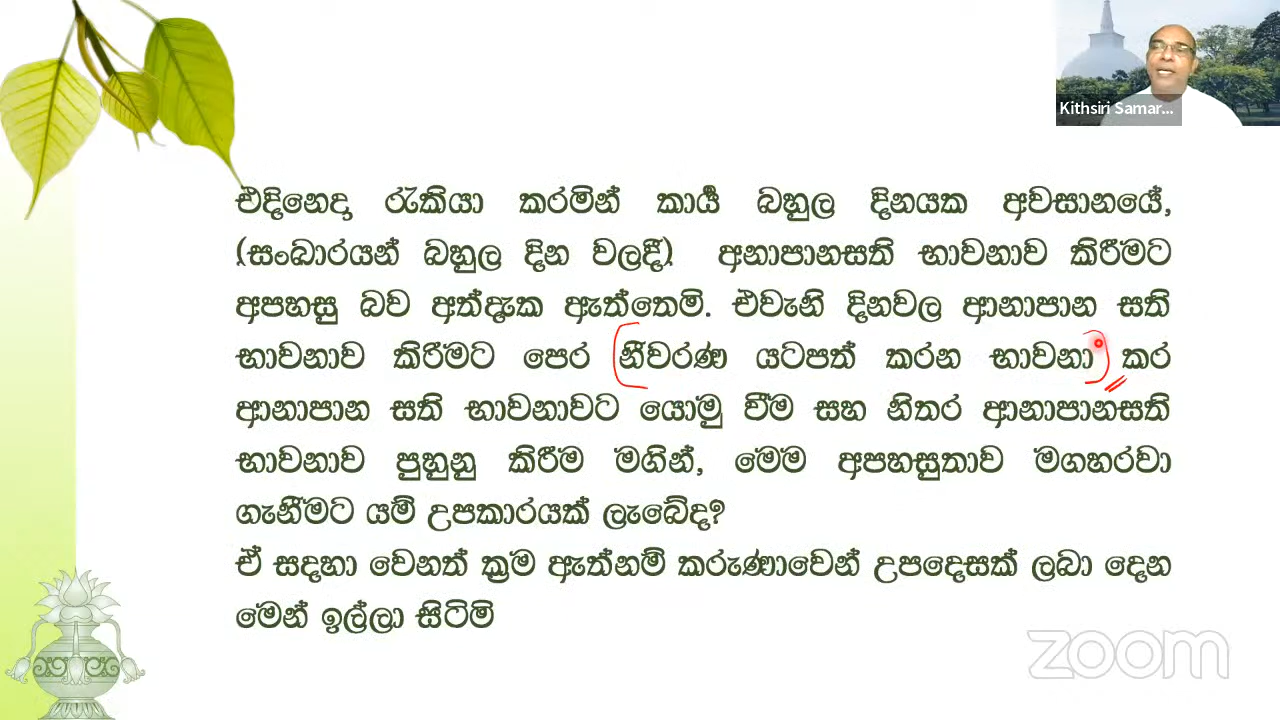 Kithsiri Samar...
එදිනෙදා රැකියා කරමින් කාර්ය බහුල දිනයක අවසානයේ,
(සංඛාරයන් බහුල දින වලදී) අනාපානසති භාවනාව කිරීමට
අපහසු බව අත්දැක ඇත්තෙමි. එවැනි දිනවල ආනාපාන සති
භාවනාව කිරිමට පෙර නීවරණ යටපත් කරන භාවනා කර
ආනාපාන සති භාවනාවට යොමු වීම සහ නිතර ආනාපානසති
භාවනාව පුහුනු කිරීම මගින්, මෙම අපහසුතාව මගහරවා
ගැනීමට යම් උපකාරයක් ලැබේද?
ඒ සදහා වෙනත් ක්‍රම ඇත්නම් කරුණාවෙන් උපදෙසක් ලබා දෙන
මෙන් ඉල්ලා සිටිමි
zoom